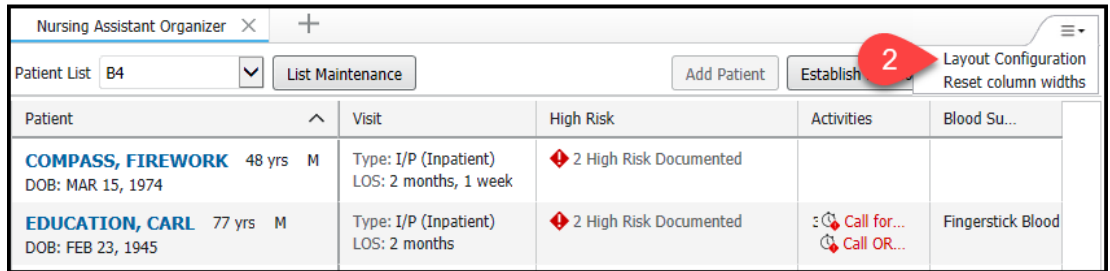 Nursing Assistant Organizer
Patient List B4 List Maintenance Add Patient Establish
2
Layout Configuration
Reset column widths
Patient Visit High Risk Activities Blood Su...
COMPASS, FIREWORK 48 yrs M Type: I/P (Inpatient) 2 High Risk Documented
DOB: MAR 15, 1974 LOS: 2 months, 1 week
EDUCATION, CARL 77 yrs M Type: I/P (Inpatient) 2 High Risk Documented Call for... Fingerstick Blood
DOB: FEB 23, 1945 LOS: 2 months Call OR...